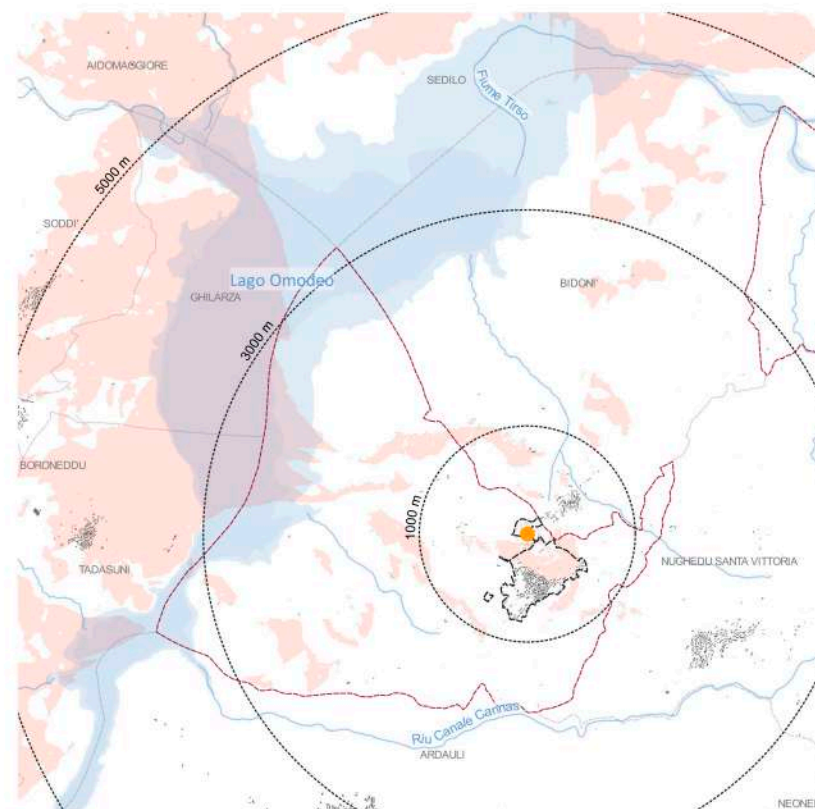 AIDOMAGGIORE
SEDILO
Fiume Tirso
5000 m
SODDI'
Lago Omodeo
GHILARZA
BIDONI'
3000 m
BORONEDDU
1000 m
TADASUNI
NUGHEDU SANTA VITTORIA
Riu Canale Carinas
ARDAULI
NEONE